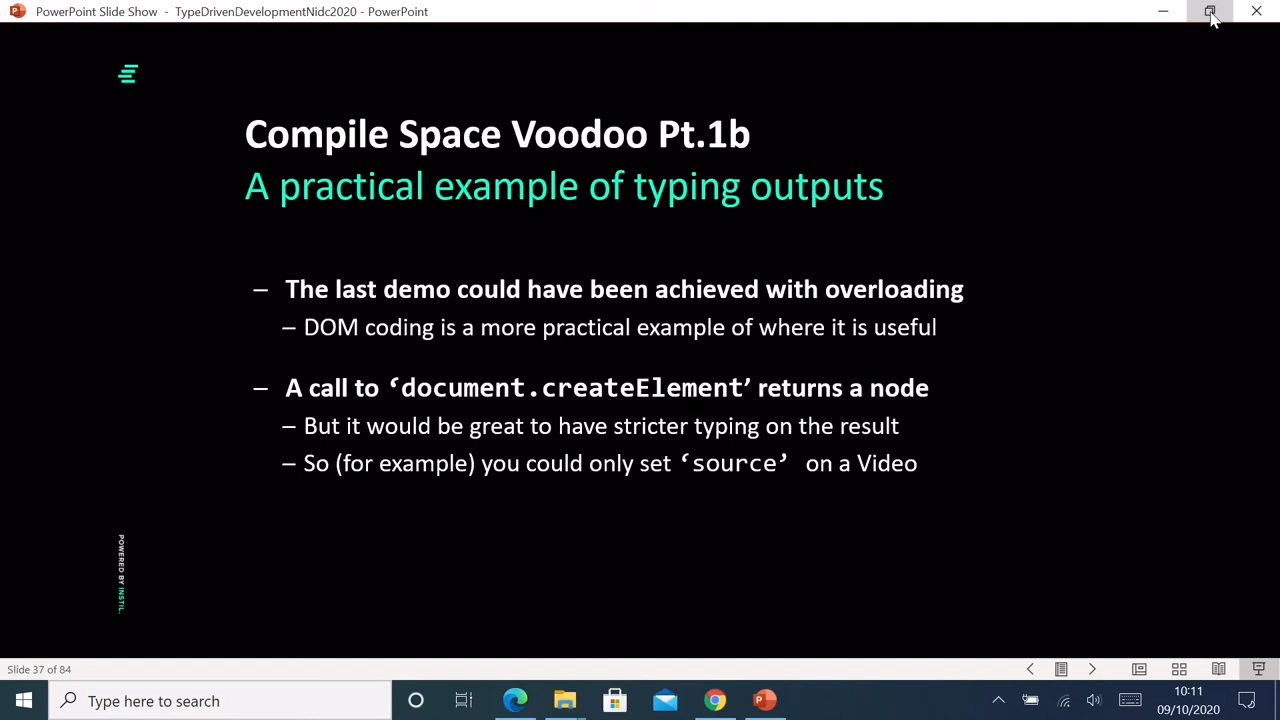 PowerPoint Slide Show - TypeDrivenDevelopmentNidc2020 - PowerPoint
Compile Space Voodoo Pt.1b
A practical example of typing outputs
– The last demo could have been achieved with overloading
– DOM coding is a more practical example of where it is useful
– A call to ‘document.createElement’ returns a node
– But it would be great to have stricter typing on the result
– So (for example) you could only set ‘source’ on a Video
POWERED BY INSTIL.
Slide 37 of 84
Type here to search
10:11
09/10/2020